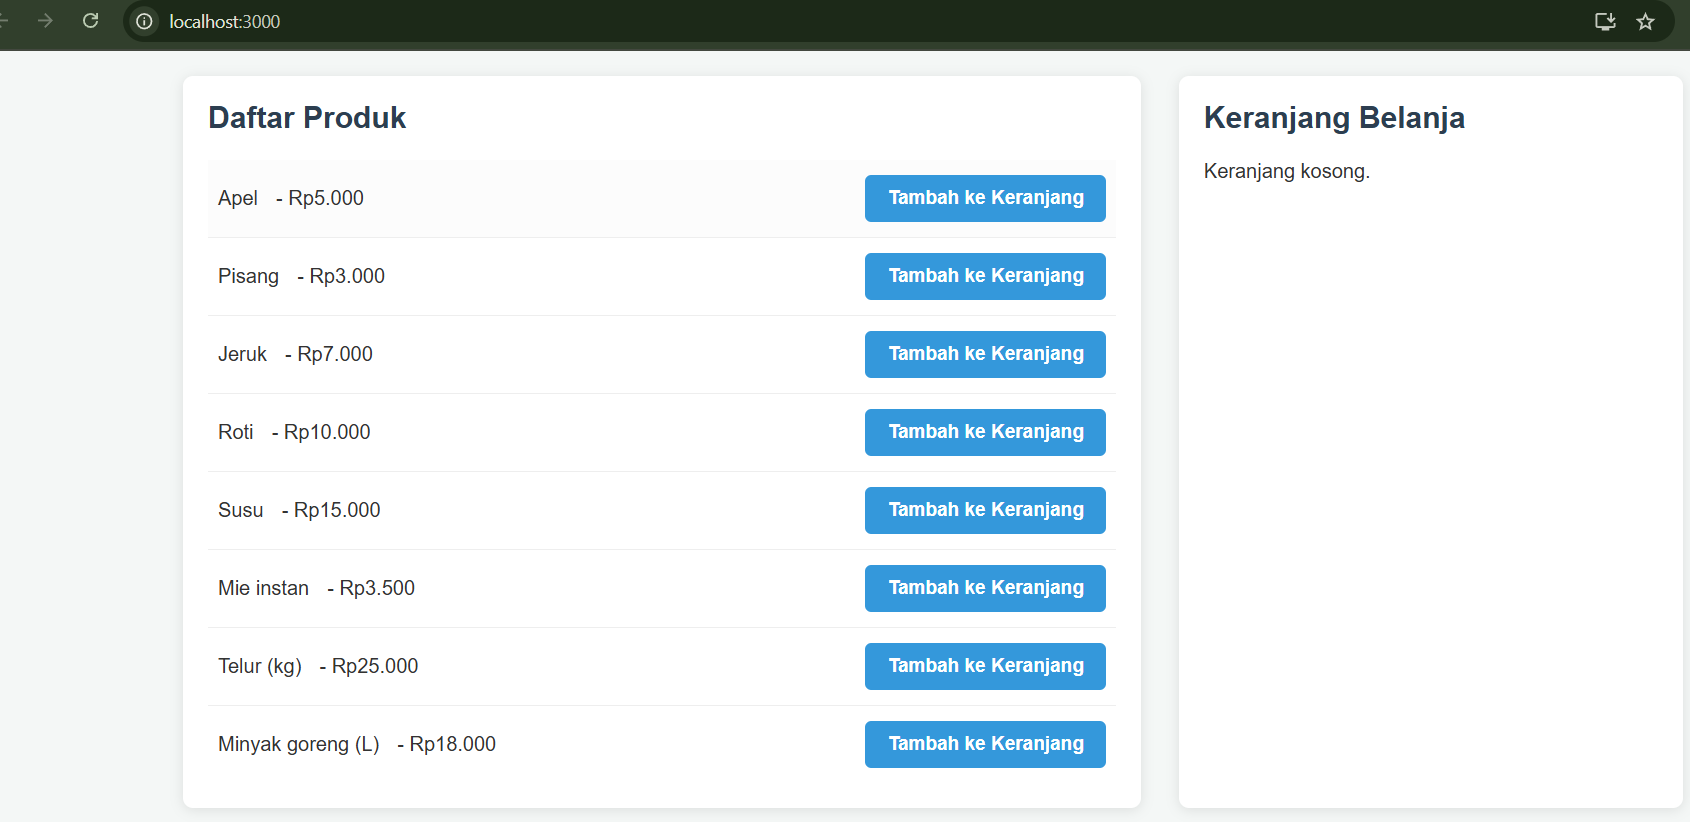 localhost:3000
Daftar Produk
Apel - Rp5.000
Tambah ke Keranjang
Pisang - Rp3.000
Tambah ke Keranjang
Jeruk - Rp7.000
Tambah ke Keranjang
Roti - Rp10.000
Tambah ke Keranjang
Susu - Rp15.000
Tambah ke Keranjang
Mie instan - Rp3.500
Tambah ke Keranjang
Telur (kg) - Rp25.000
Tambah ke Keranjang
Minyak goreng (L) - Rp18.000
Tambah ke Keranjang
Keranjang Belanja
Keranjang kosong.